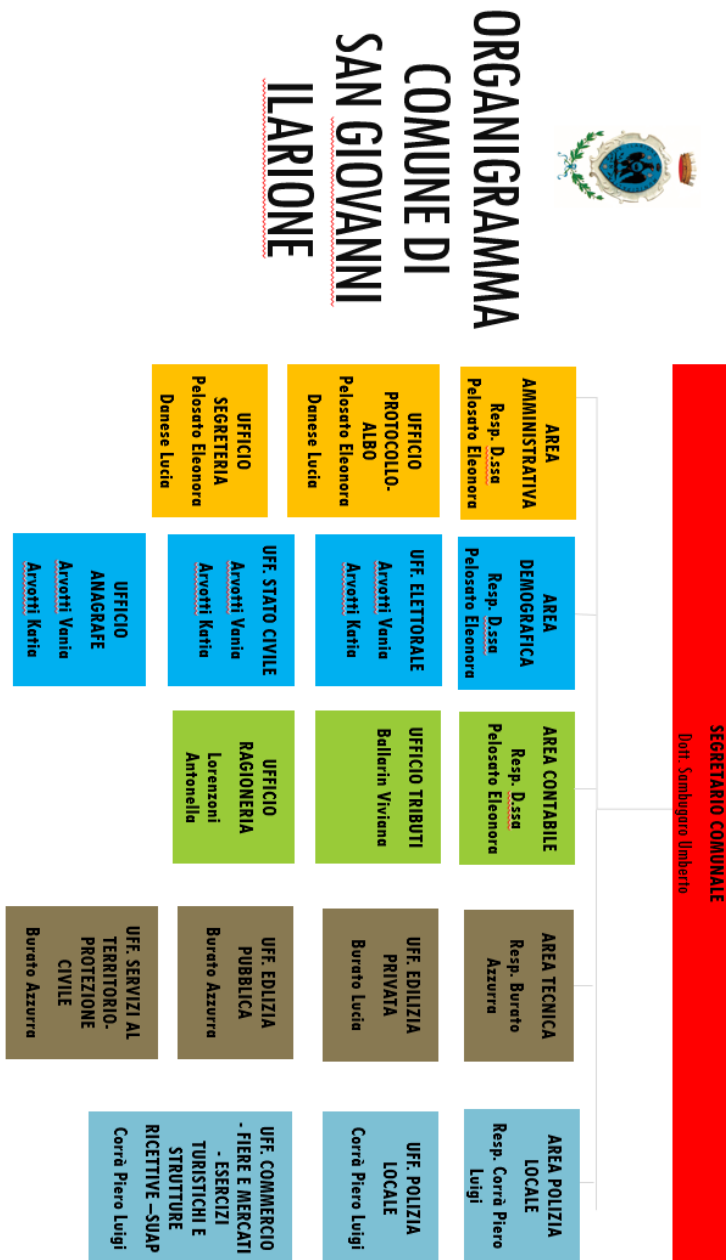 ORGANIGRAMMA
COMUNE DI
SAN GIOVANNI
ILARIONE
SEGRETARIO COMUNALE
Dott. Sambugaro Umberto
AREA
AMMINISTRATIVA
Resp. D.ssa
Pelosato Eleonora
UFFICIO
PROTOCOLLO-
ALBO
Pelosato Eleonora
Danese Lucia
UFFICIO
SEGRETERIA
Pelosato Eleonora
Danese Lucia
AREA
DEMOGRAFICA
Resp. D.ssa
Pelosato Eleonora
UFF. ELETTORALE
Arvotti Vania
Arvotti Katia
UFF. STATO CIVILE
Arvotti Vania
Arvotti Katia
UFFICIO
ANAGRAFE
Arvotti Vania
Arvotti Katia
AREA CONTABILE
Resp. D.ssa
Pelosato Eleonora
UFFICIO TRIBUTI
Ballarin Viviana
UFFICIO
RAGIONERIA
Lorenzoni
Antonella
AREA TECNICA
Resp. Burato
Azzurra
UFF. EDILIZIA
PRIVATA
Burato Lucia
UFF. EDLIZIA
PUBBLICA
Burato Azzurra
UFF. SERVIZI AL
TERRITORIO-
PROTEZIONE
CIVILE
Burato Azzurra
AREA POLIZIA
LOCALE
Resp. Corrà Piero
Luigi
UFF. POLIZIA
LOCALE
Corrà Piero Luigi
UFF. COMMERCIO
- FIERE E MERCATI
- ESERCIZI
TURISTICI E
STRUTTURE
RICETTIVE –SUAP
Corrà Piero Luigi